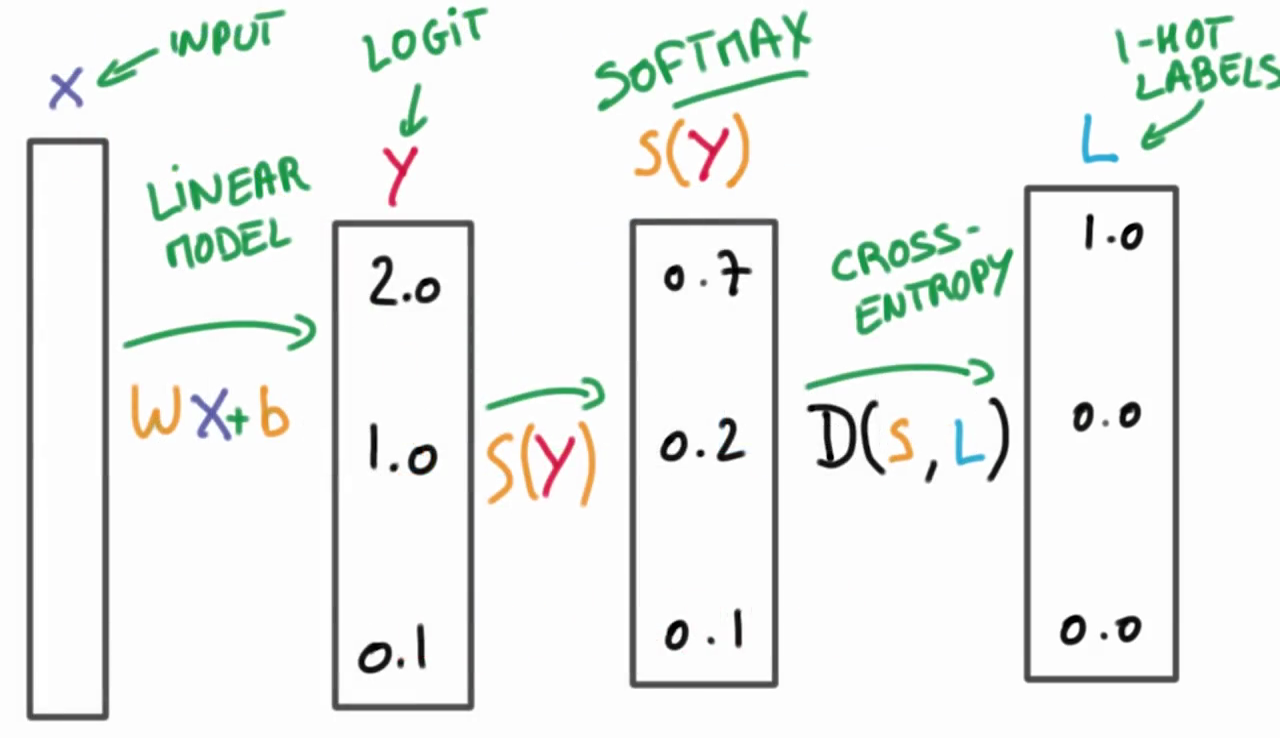 INPUT
X
LINEAR
MODEL
WX+b
LOGIT
Y
2.0
1.0
0.1
S(Y)
SOFTMAX
S(Y)
0.7
0.2
0.1
CROSS-
ENTROPY
D(S,L)
1-HOT
LABELS
L
1.0
0.0
0.0